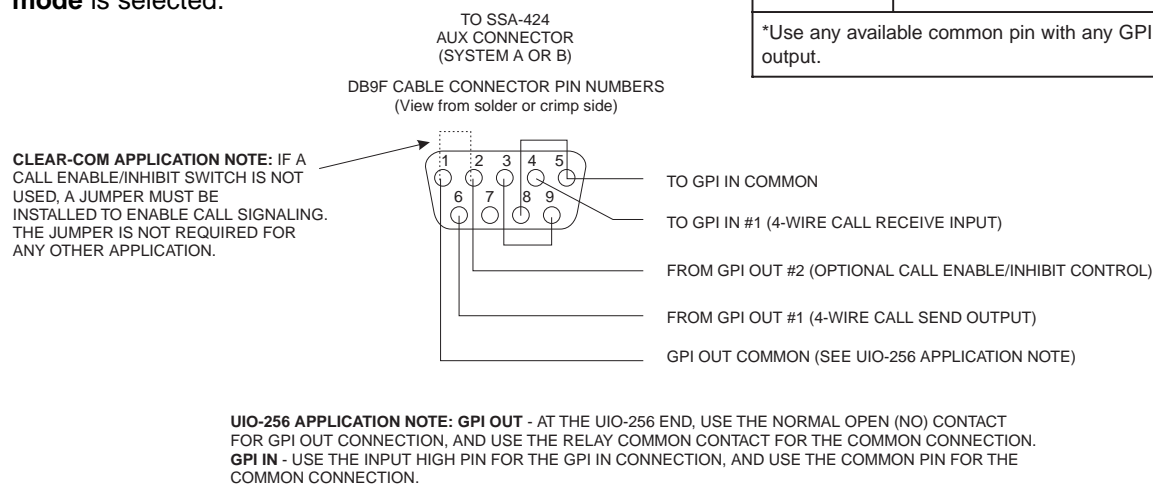 mode is selected.
*Use any available common pin with any GPI
output.
TO SSA-424
AUX CONNECTOR
(SYSTEM A OR B)
DB9F CABLE CONNECTOR PIN NUMBERS
(View from solder or crimp side)
CLEAR-COM APPLICATION NOTE: IF A
CALL ENABLE/INHIBIT SWITCH IS NOT
USED, A JUMPER MUST BE
INSTALLED TO ENABLE CALL SIGNALING.
THE JUMPER IS NOT REQUIRED FOR
ANY OTHER APPLICATION.
1 2 3 4 5
6 7 8 9
TO GPI IN COMMON
TO GPI IN #1 (4-WIRE CALL RECEIVE INPUT)
FROM GPI OUT #2 (OPTIONAL CALL ENABLE/INHIBIT CONTROL)
FROM GPI OUT #1 (4-WIRE CALL SEND OUTPUT)
GPI OUT COMMON (SEE UIO-256 APPLICATION NOTE)
UIO-256 APPLICATION NOTE: GPI OUT - AT THE UIO-256 END, USE THE NORMAL OPEN (NO) CONTACT
FOR GPI OUT CONNECTION, AND USE THE RELAY COMMON CONTACT FOR THE COMMON CONNECTION.
GPI IN - USE THE INPUT HIGH PIN FOR THE GPI IN CONNECTION, AND USE THE COMMON PIN FOR THE
COMMON CONNECTION.